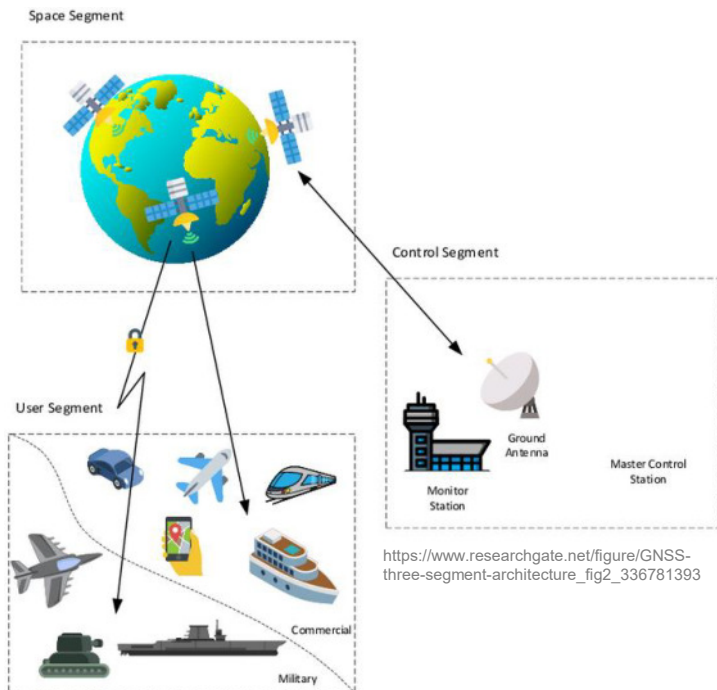 Space Segment
Control Segment
User Segment
Ground
Antenna
Master Control
Station
Monitor
Station
https://www.researchgate.net/figure/GNSS-
three-segment-architecture_fig2_336781393
Commercial
Military